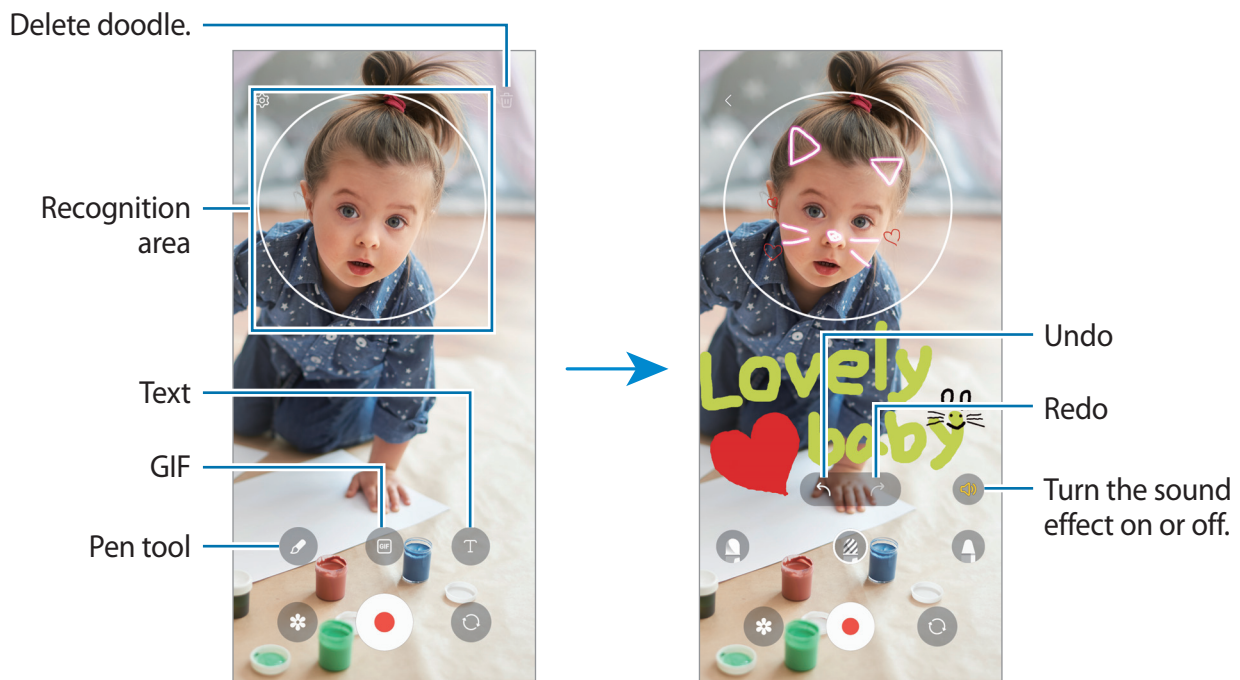 Delete doodle.
Recognition
area
Text
GIF
Pen tool
GIF
T
Lovely
baby
Undo
Redo
Turn the sound
effect on or off.